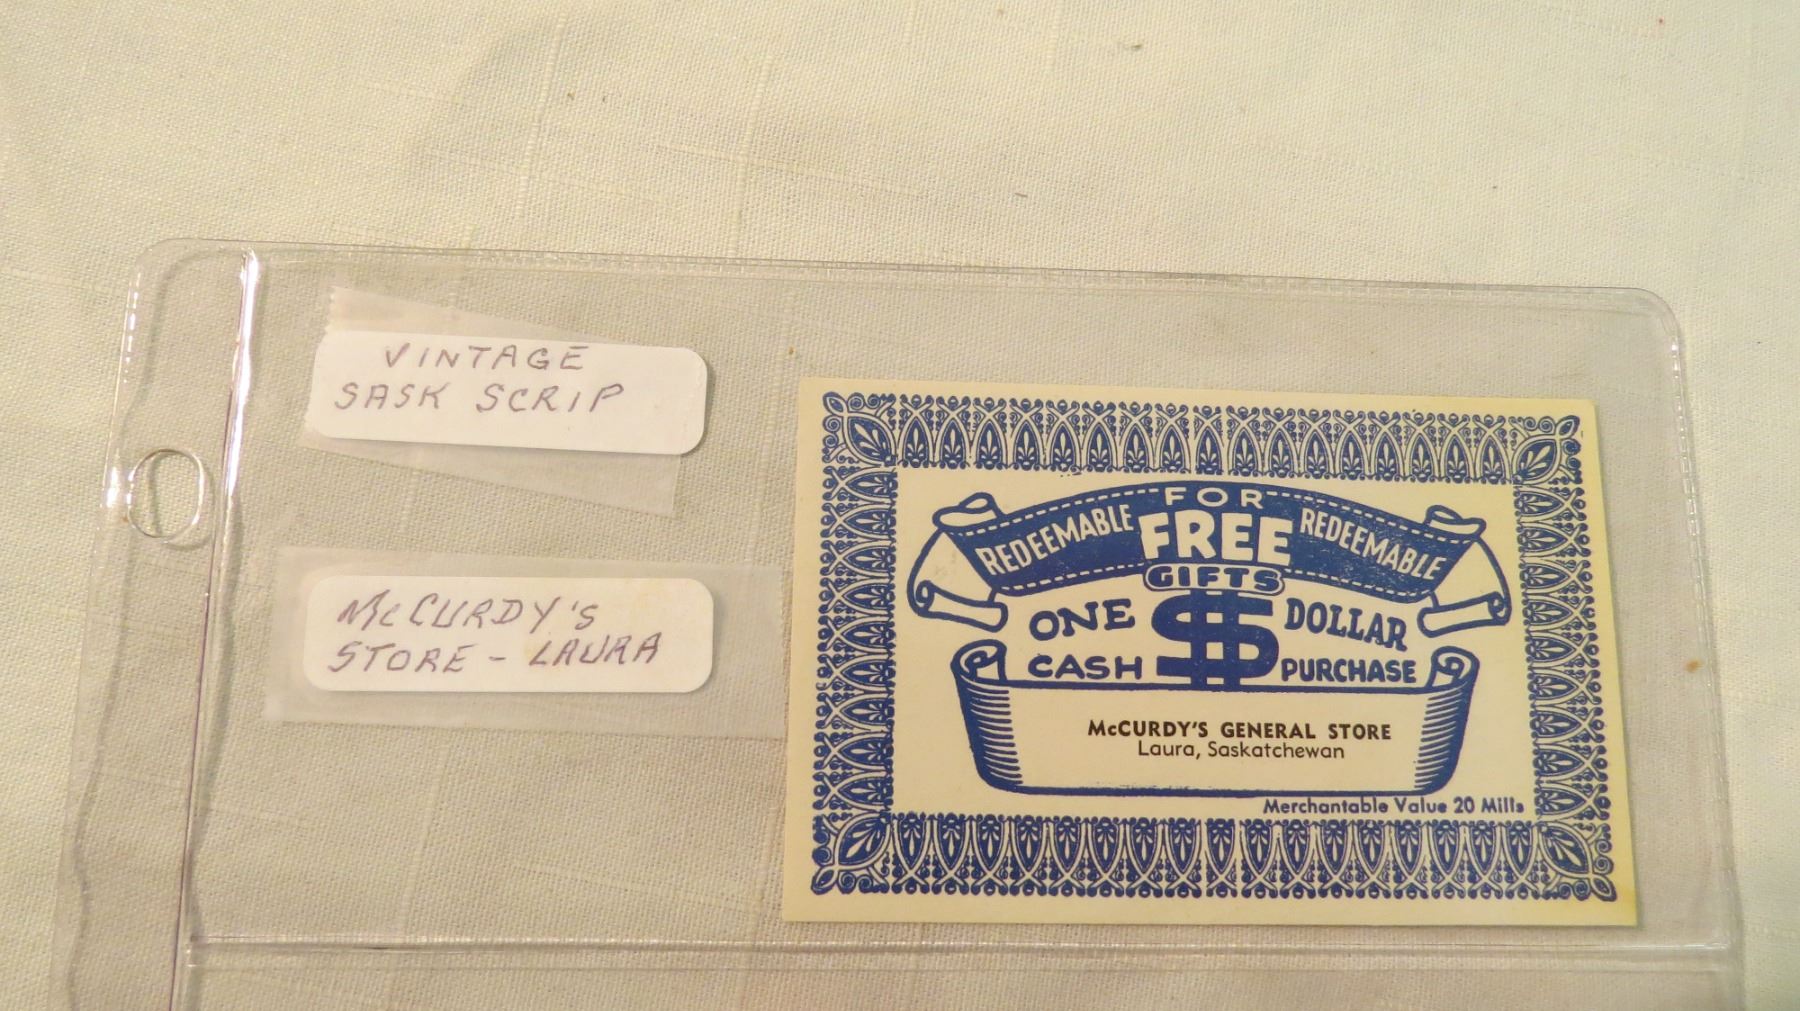 VINTAGE
SASK SCRIP
McCURDY'S
STORE - LAURA
FOR
REDEEMABLE FREE REDEEMABLE
GIFTS
ONE $ DOLLAR
CASH PURCHASE
McCURDY'S GENERAL STORE
Laura, Saskatchewan
Merchantable Value 20 Mills